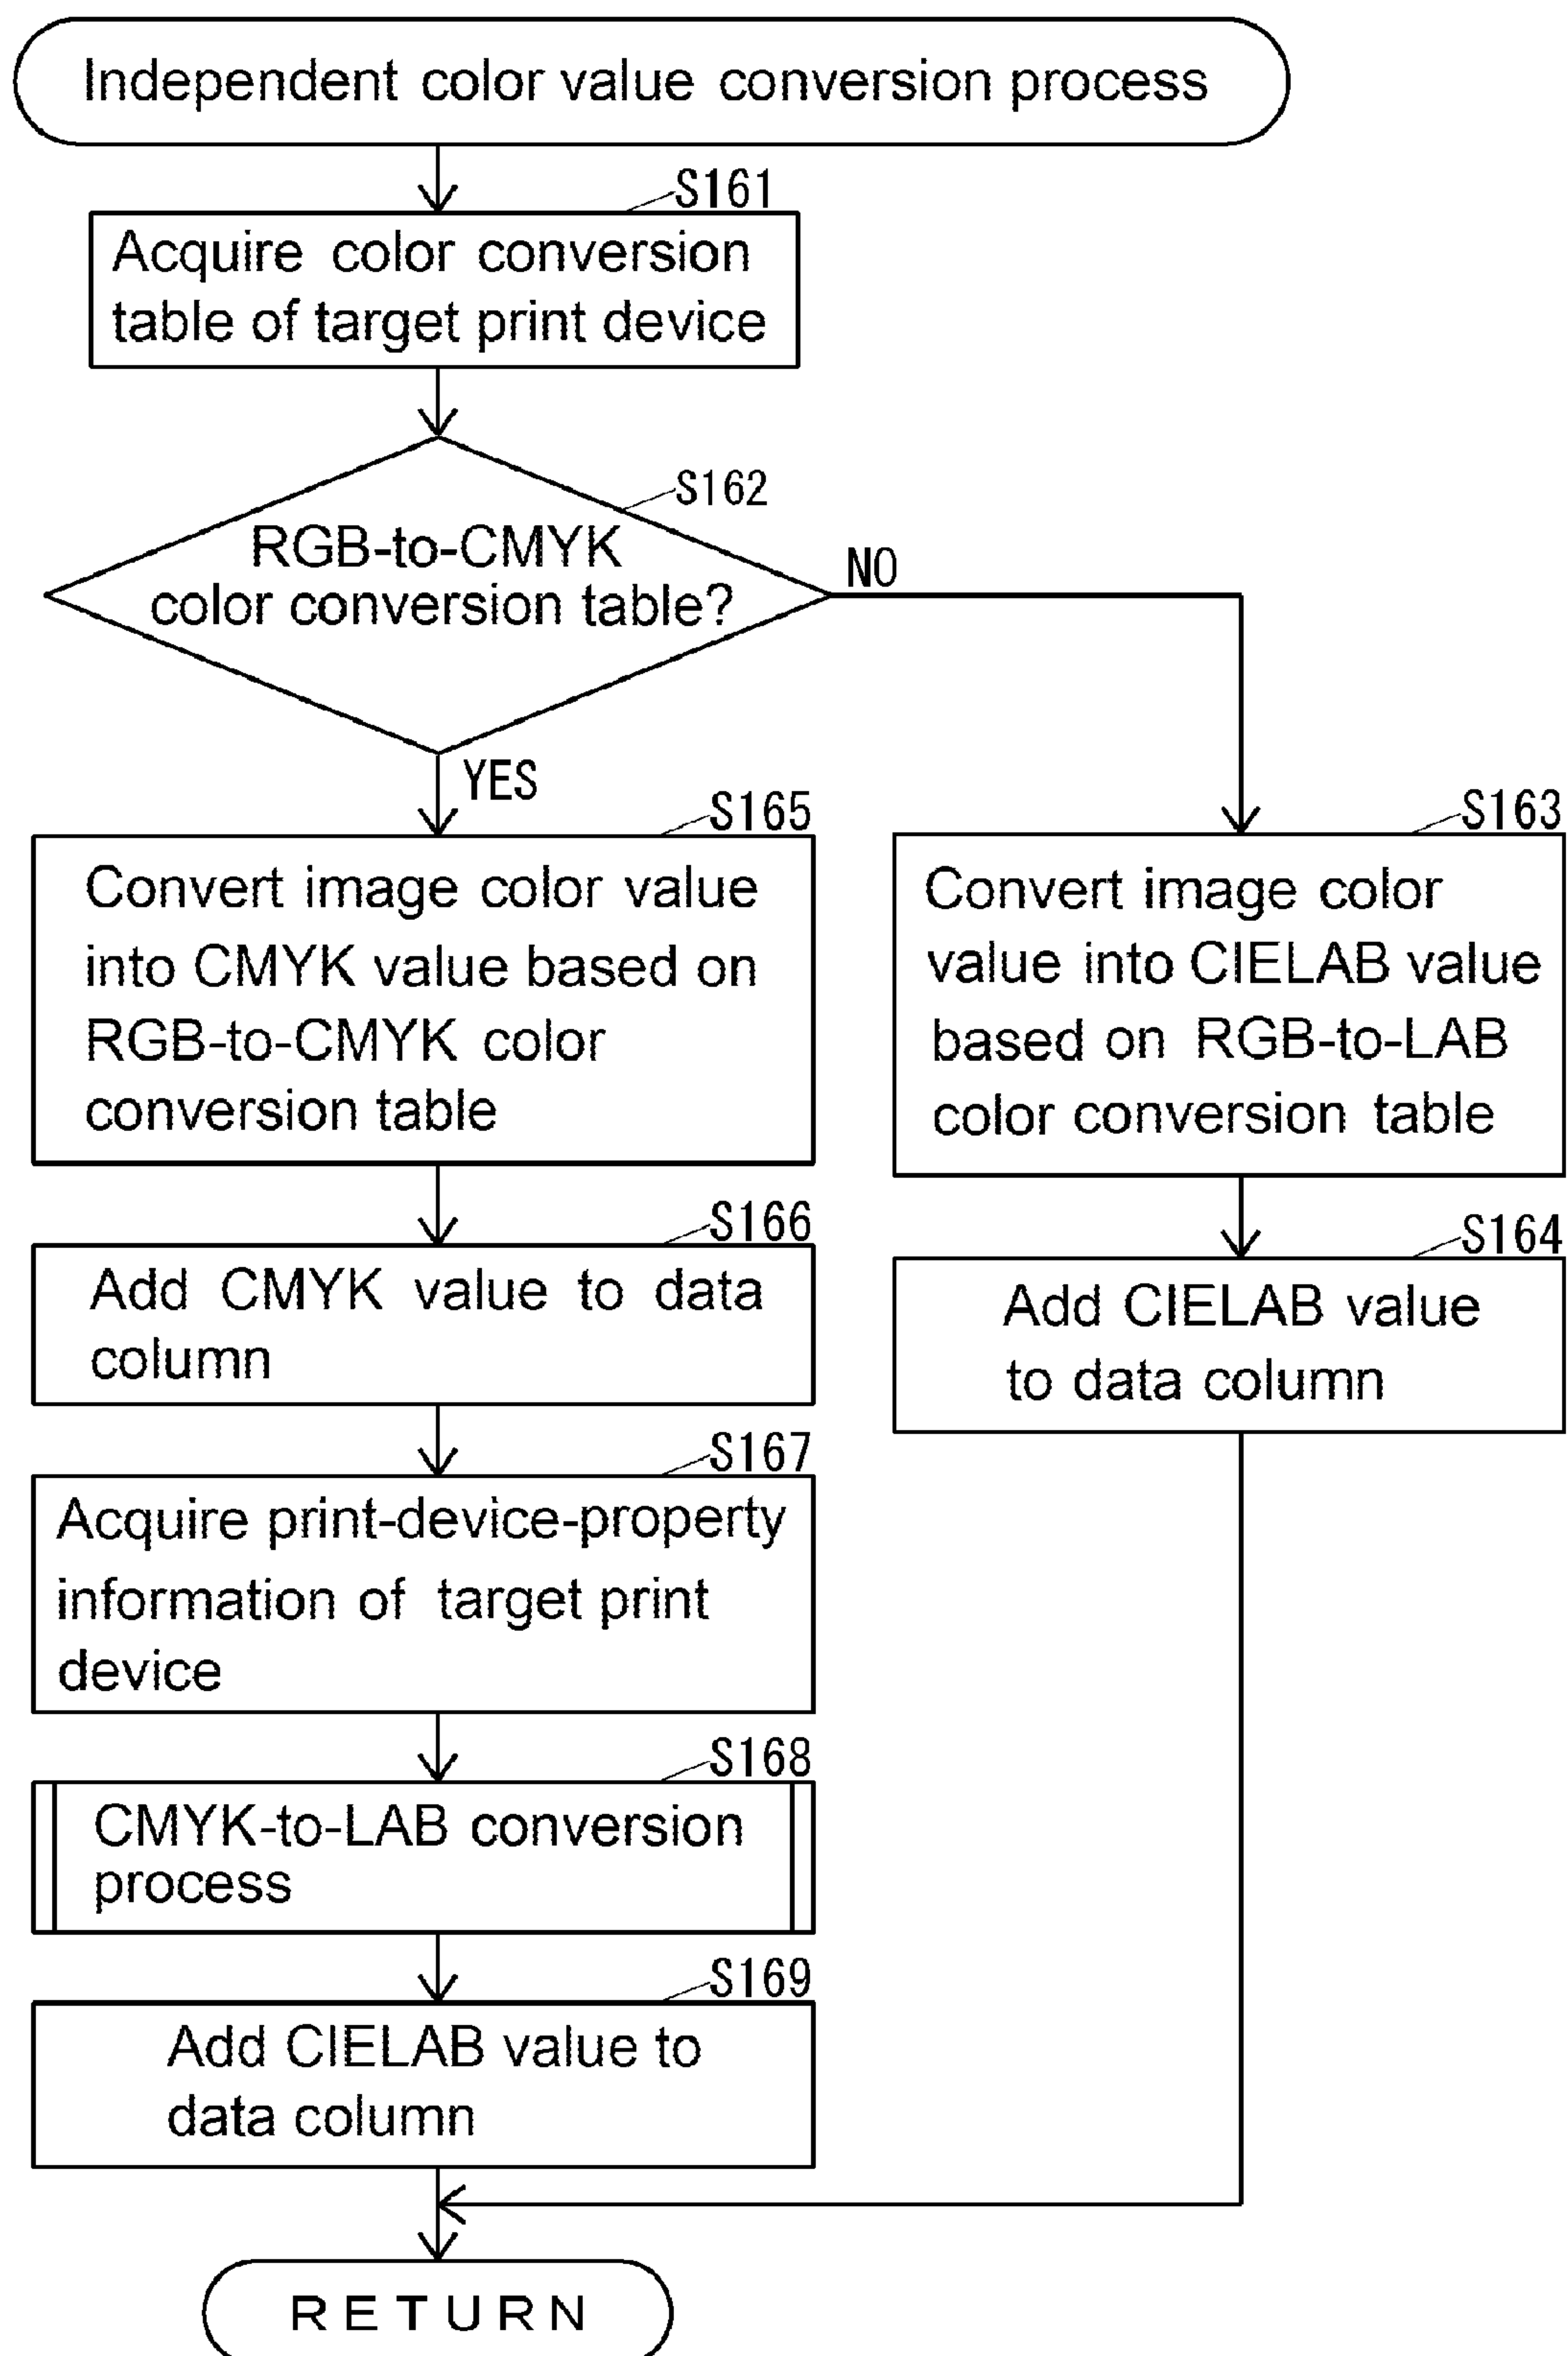 Independent color value conversion process
S161
Acquire color conversion
table of target print device
S162
RGB-to-CMYK
color conversion table?
NO
YES
S165
Convert image color value
into CMYK value based on
RGB-to-CMYK color
conversion table
S163
Convert image color
value into CIELAB value
based on RGB-to-LAB
color conversion table
S166
Add CMYK value to data
column
S164
Add CIELAB value
to data column
S167
Acquire print-device-property
information of target print
device
S168
CMYK-to-LAB conversion
process
S169
Add CIELAB value to
data column
RETURN